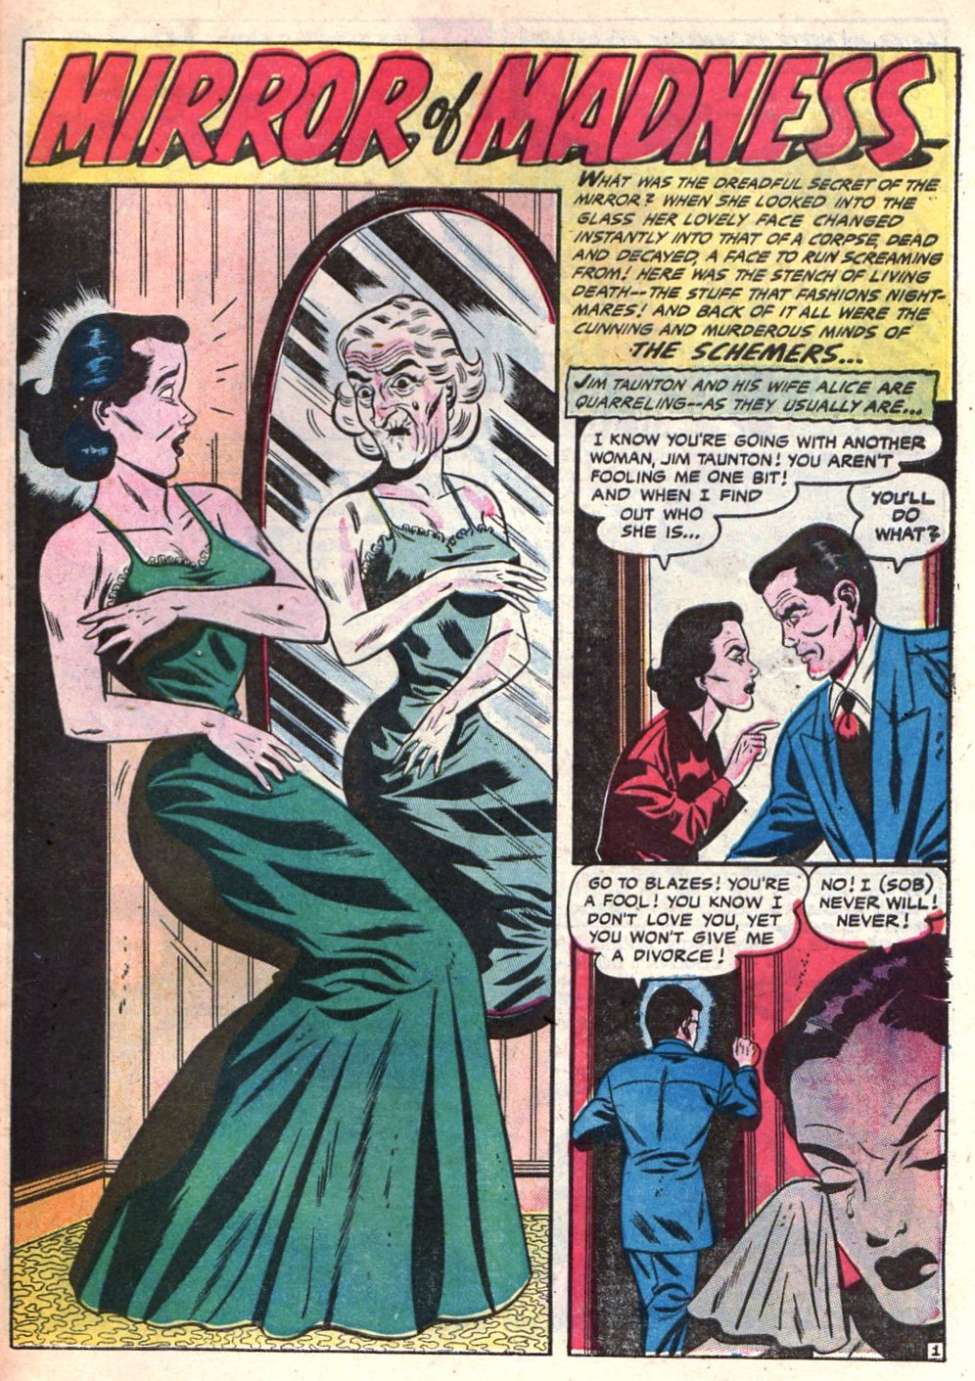 MIRROR of MADNESS
WHAT WAS THE DREADFUL SECRET OF THE
MIRROR? WHEN SHE LOOKED INTO THE
GLASS HER LOVELY FACE CHANGED
INSTANTLY INTO THAT OF A CORPSE, DEAD
AND DECAYED, A FACE TO RUN SCREAMING
FROM! HERE WAS THE STENCH OF LIVING
DEATH--THE STUFF THAT FASHIONS NIGHT-
MARES! AND BACK OF IT ALL WERE THE
CUNNING AND MURDEROUS MINDS OF
THE SCHEMERS...
JIM TAUNTON AND HIS WIFE ALICE ARE
QUARRELING--AS THEY USUALLY ARE...
I KNOW YOU'RE GOING WITH ANOTHER
WOMAN, JIM TAUNTON! YOU AREN'T
FOOLING ME ONE BIT!
AND WHEN I FIND
OUT WHO
SHE IS...
YOU'LL
DO
WHAT?
GO TO BLAZES! YOU'RE
A FOOL! YOU KNOW I
DON'T LOVE YOU, YET
YOU WON'T GIVE ME
A DIVORCE!
NO! I (SOB)
NEVER WILL!
NEVER!
1